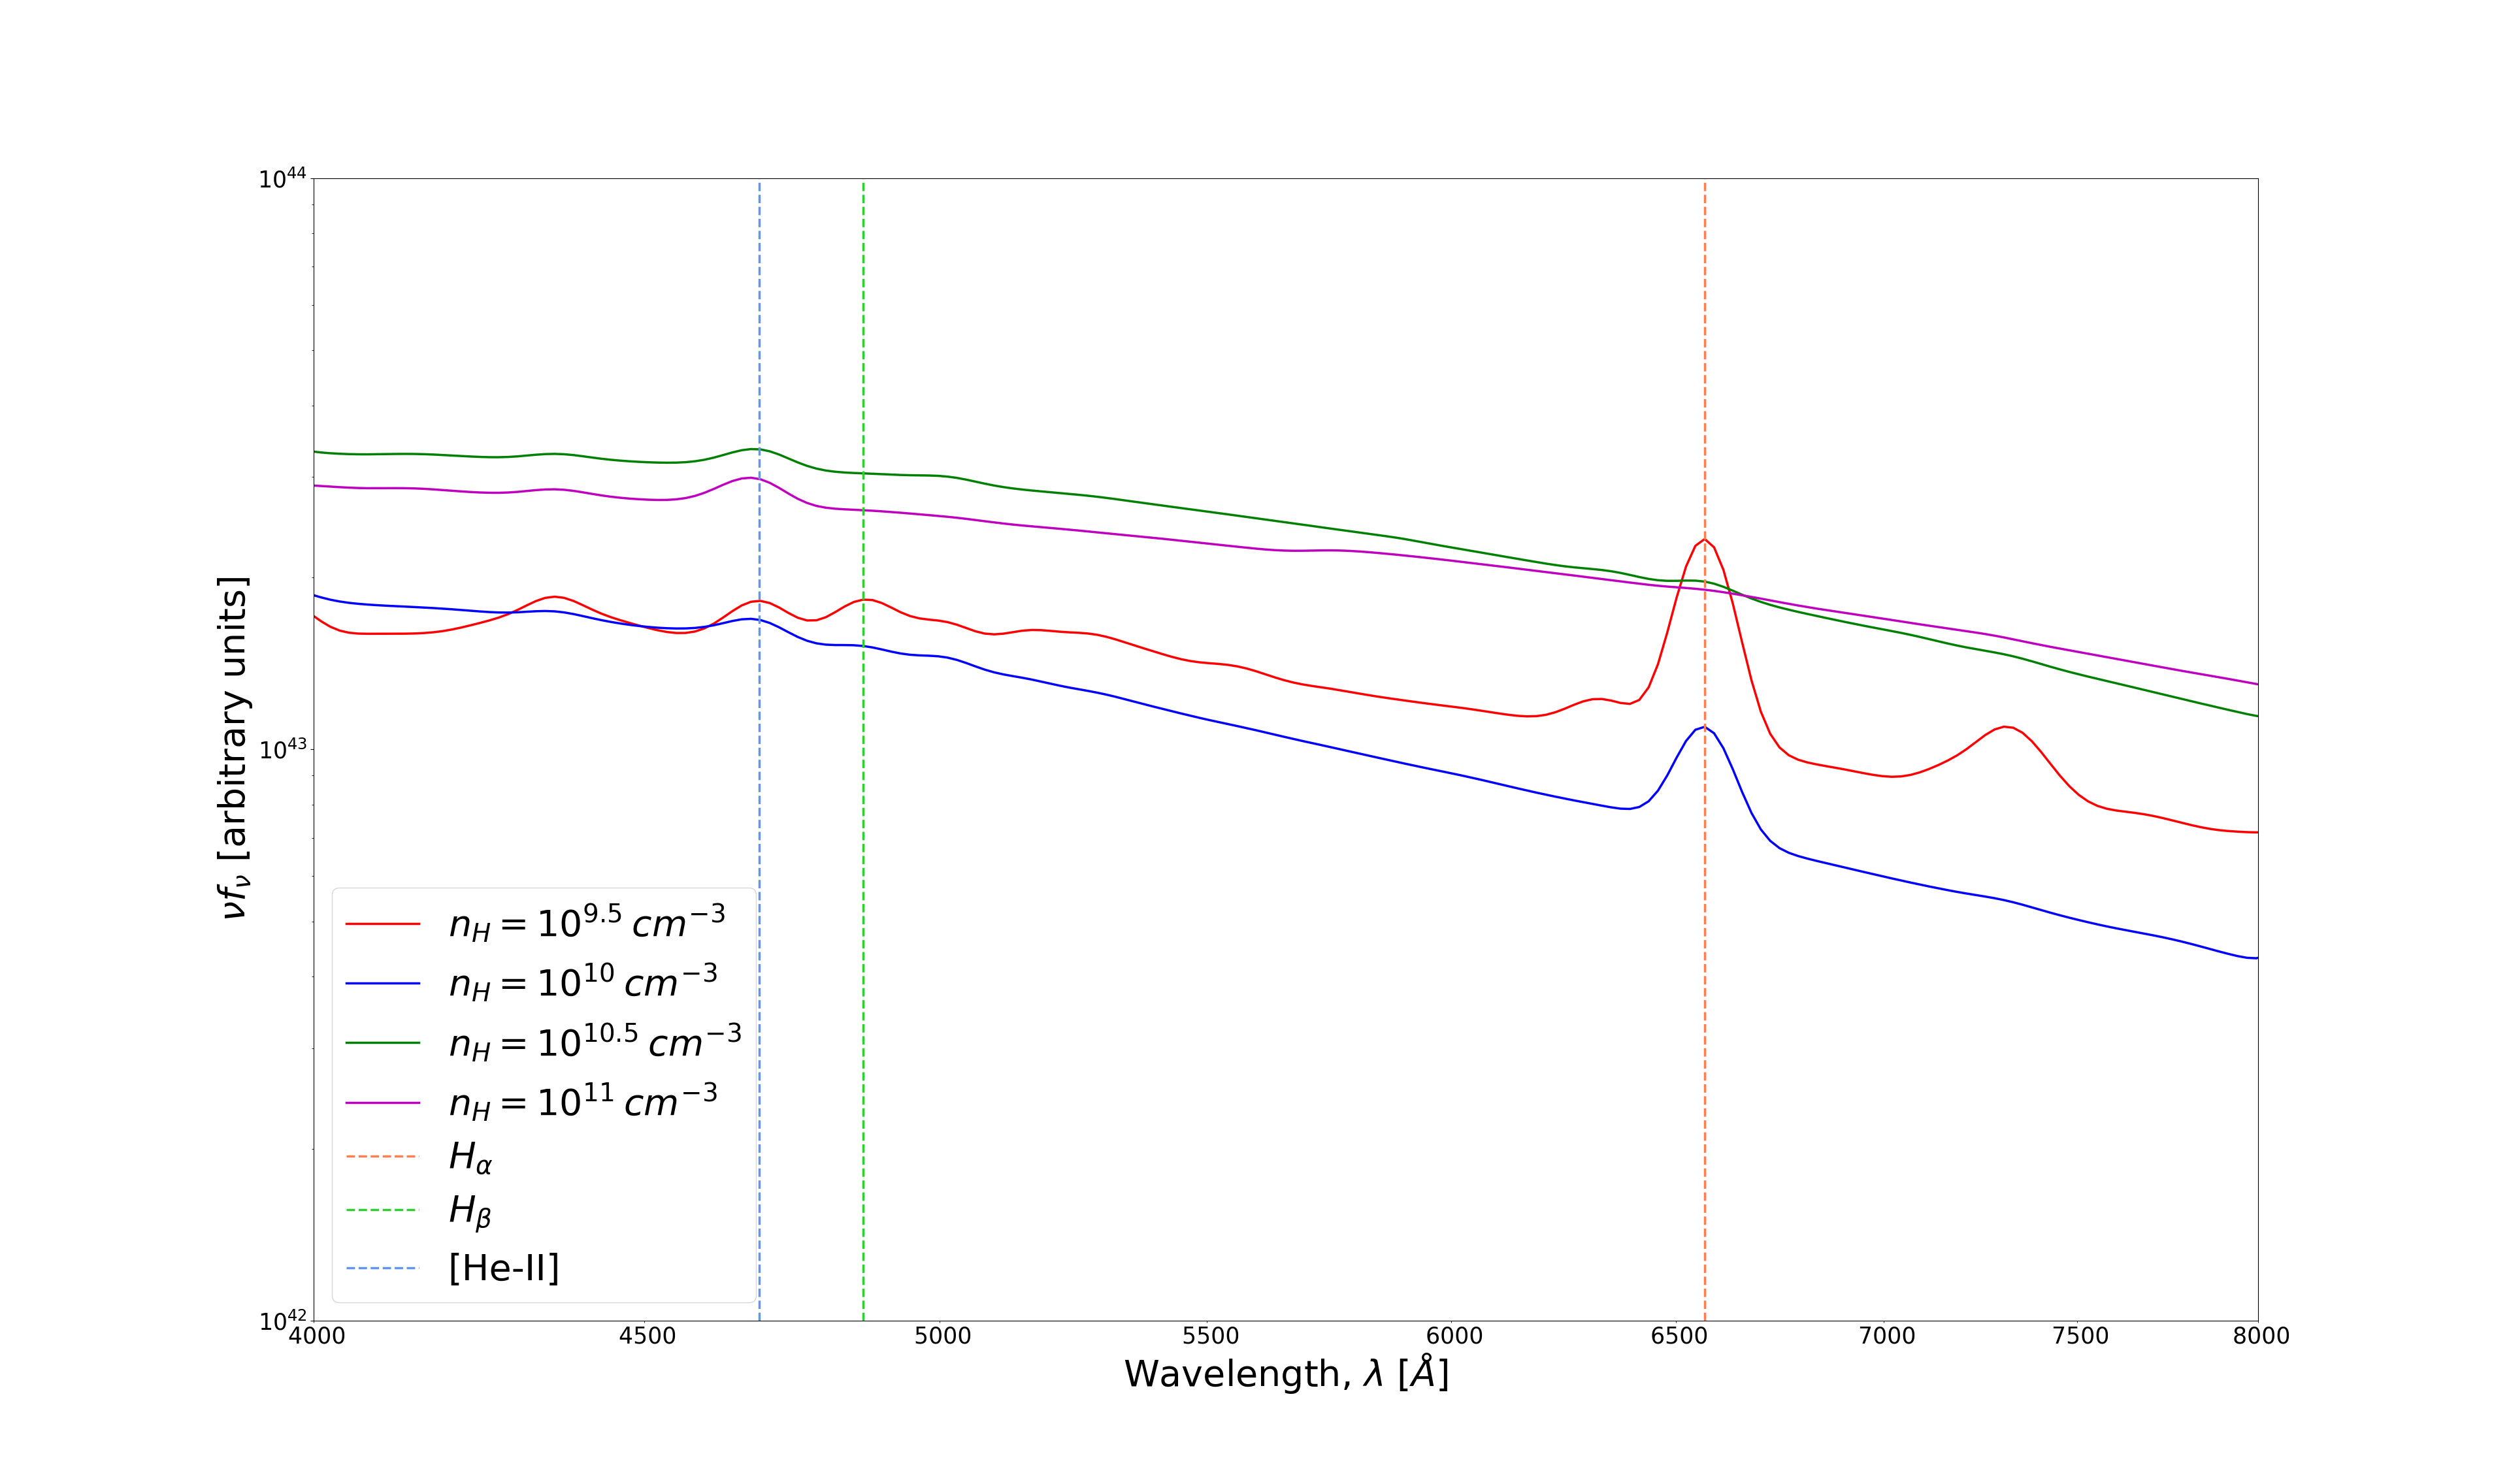 10^44
10^43
10^42
νf_ν, [arbitrary units]
n_H = 10^9.5 cm^−3
n_H = 10^10 cm^−3
n_H = 10^10.5 cm^−3
n_H = 10^11 cm^−3
H_α
H_β
[He-II]
4000 4500 5000 5500 6000 6500 7000 7500 8000
Wavelength, λ [Å]